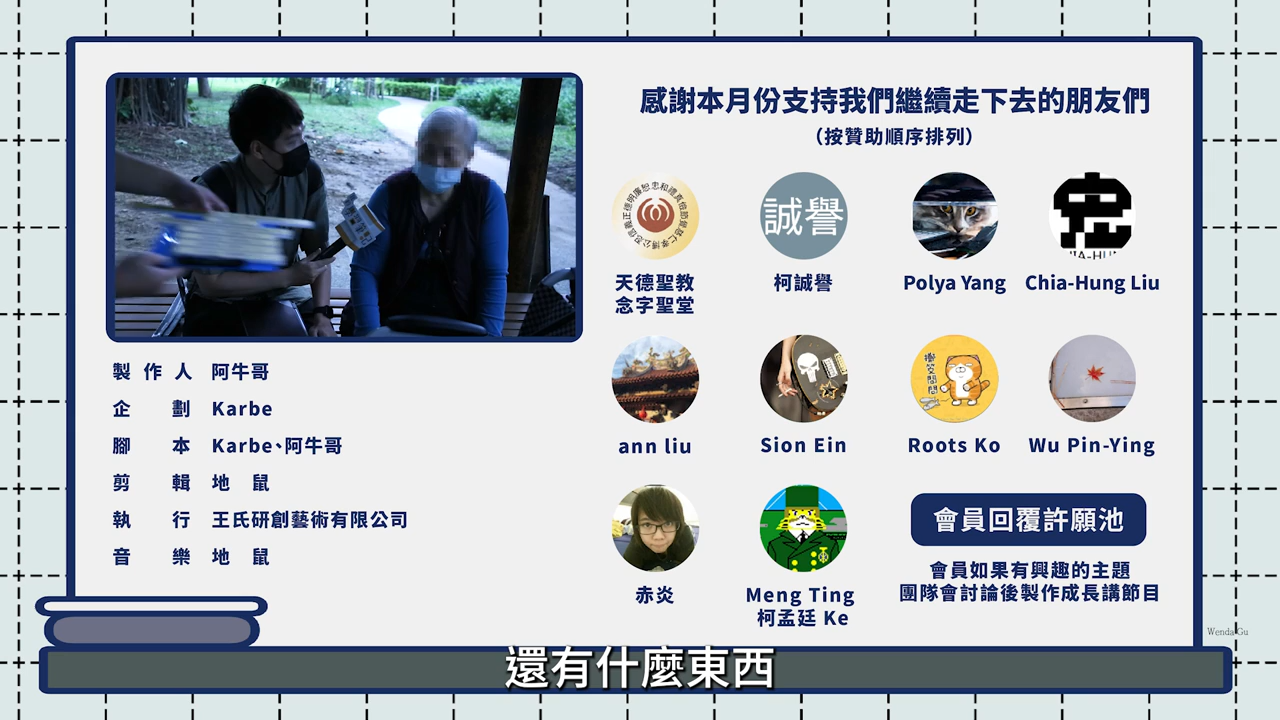 感謝本月份支持我們繼續走下去的朋友們
（按贊助順序排列）
誠譽
天德聖教
念字聖堂
柯誠譽
Polya Yang
Chia-Hung Liu
ann liu
Sion Ein
Roots Ko
Wu Pin-Ying
赤炎
Meng Ting
柯孟廷 Ke
會員回覆許願池
會員如果有興趣的主題
團隊會討論後製作成長講節目
製作人 阿牛哥
企劃 Karbe
腳本 Karbe、阿牛哥
剪輯 地鼠
執行 王氏研創藝術有限公司
音樂 地鼠
Wenda Gu
還有什麼東西